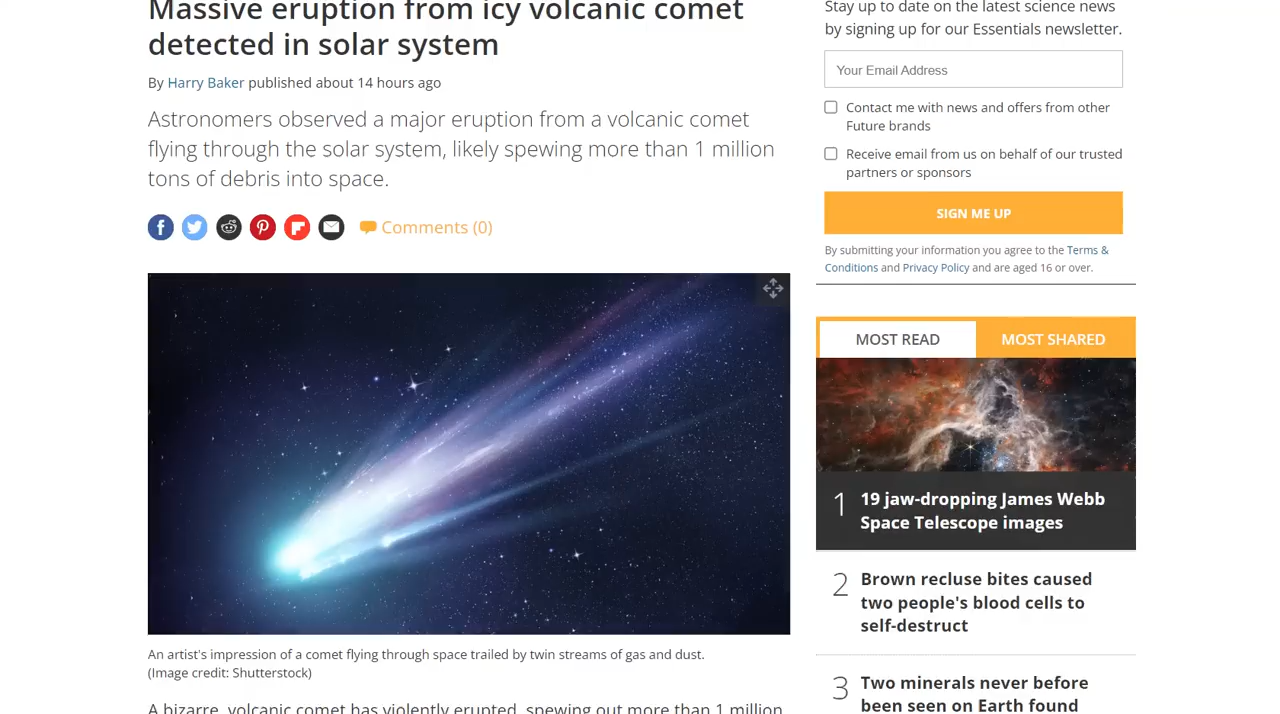 Massive eruption from icy volcanic comet
detected in solar system
By Harry Baker published about 14 hours ago
Astronomers observed a major eruption from a volcanic comet
flying through the solar system, likely spewing more than 1 million
tons of debris into space.
Comments (0)
An artist's impression of a comet flying through space trailed by twin streams of gas and dust.
(Image credit: Shutterstock)
A bizarre, volcanic comet has violently erupted, spewing out more than 1 million
Stay up to date on the latest science news
by signing up for our Essentials newsletter.
Your Email Address
Contact me with news and offers from other
Future brands
Receive email from us on behalf of our trusted
partners or sponsors
SIGN ME UP
By submitting your information you agree to the Terms &
Conditions and Privacy Policy and are aged 16 or over.
MOST READ
MOST SHARED
1 19 jaw-dropping James Webb
Space Telescope images
2 Brown recluse bites caused
two people's blood cells to
self-destruct
3 Two minerals never before
been seen on Earth found